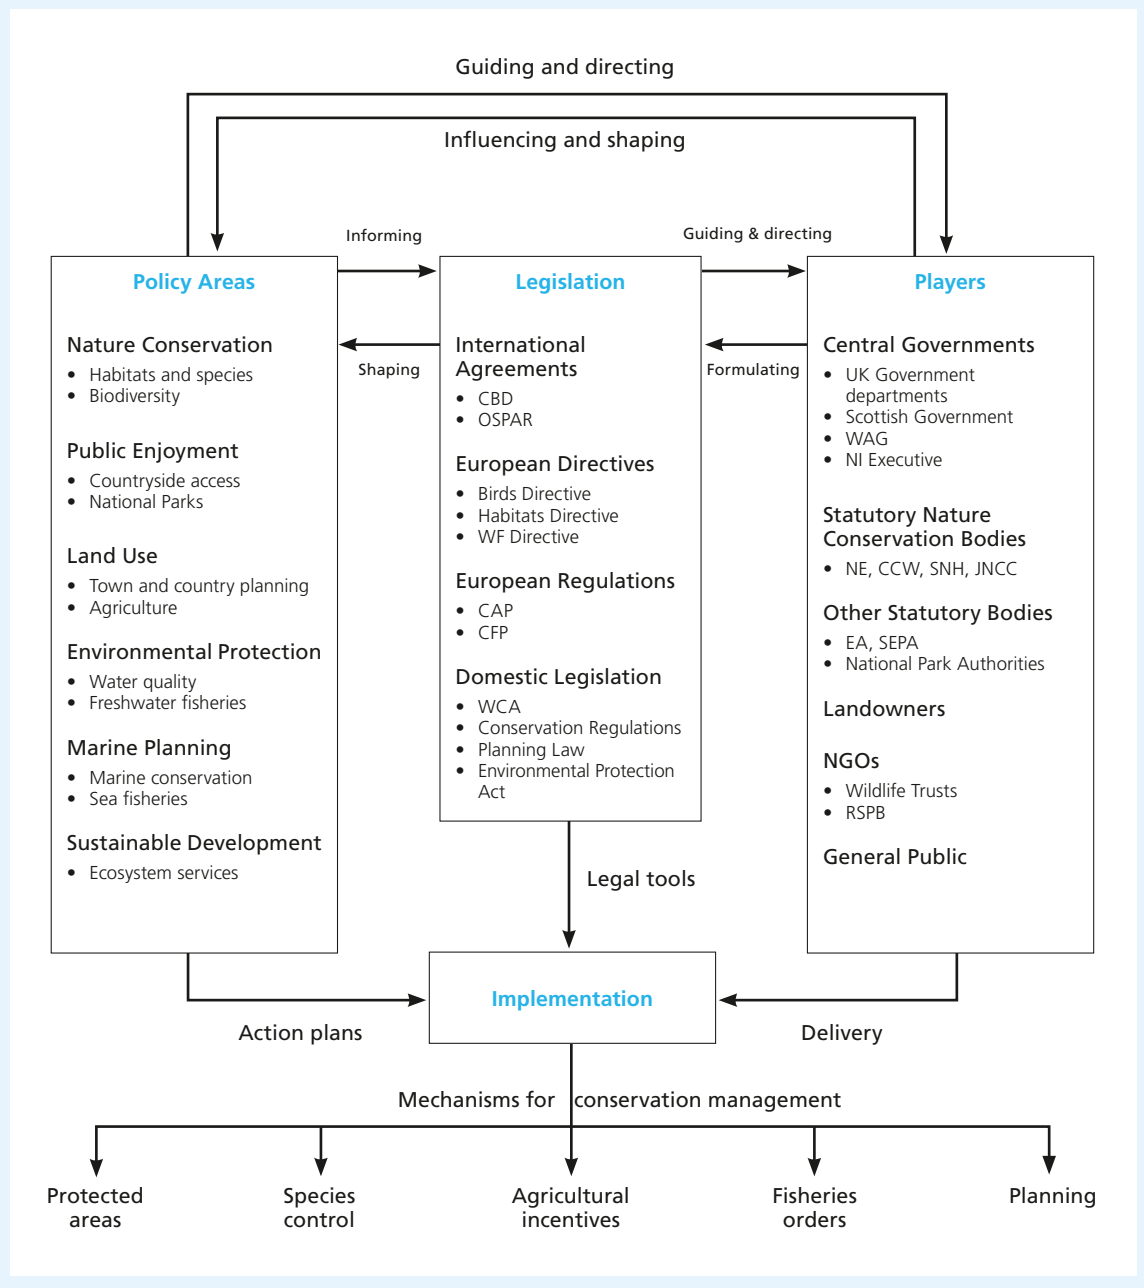 Guiding and directing
Influencing and shaping
Informing
Guiding & directing
Shaping
Formulating
Policy Areas
Nature Conservation
• Habitats and species
• Biodiversity
Public Enjoyment
• Countryside access
• National Parks
Land Use
• Town and country planning
• Agriculture
Environmental Protection
• Water quality
• Freshwater fisheries
Marine Planning
• Marine conservation
• Sea fisheries
Sustainable Development
• Ecosystem services
Legislation
International
Agreements
• CBD
• OSPAR
European Directives
• Birds Directive
• Habitats Directive
• WF Directive
European Regulations
• CAP
• CFP
Domestic Legislation
• WCA
• Conservation Regulations
• Planning Law
• Environmental Protection
Act
Players
Central Governments
• UK Government
departments
• Scottish Government
• WAG
• NI Executive
Statutory Nature
Conservation Bodies
• NE, CCW, SNH, JNCC
Other Statutory Bodies
• EA, SEPA
• National Park Authorities
Landowners
NGOs
• Wildlife Trusts
• RSPB
General Public
Legal tools
Implementation
Action plans
Delivery
Mechanisms for conservation management
Protected
areas
Species
control
Agricultural
incentives
Fisheries
orders
Planning